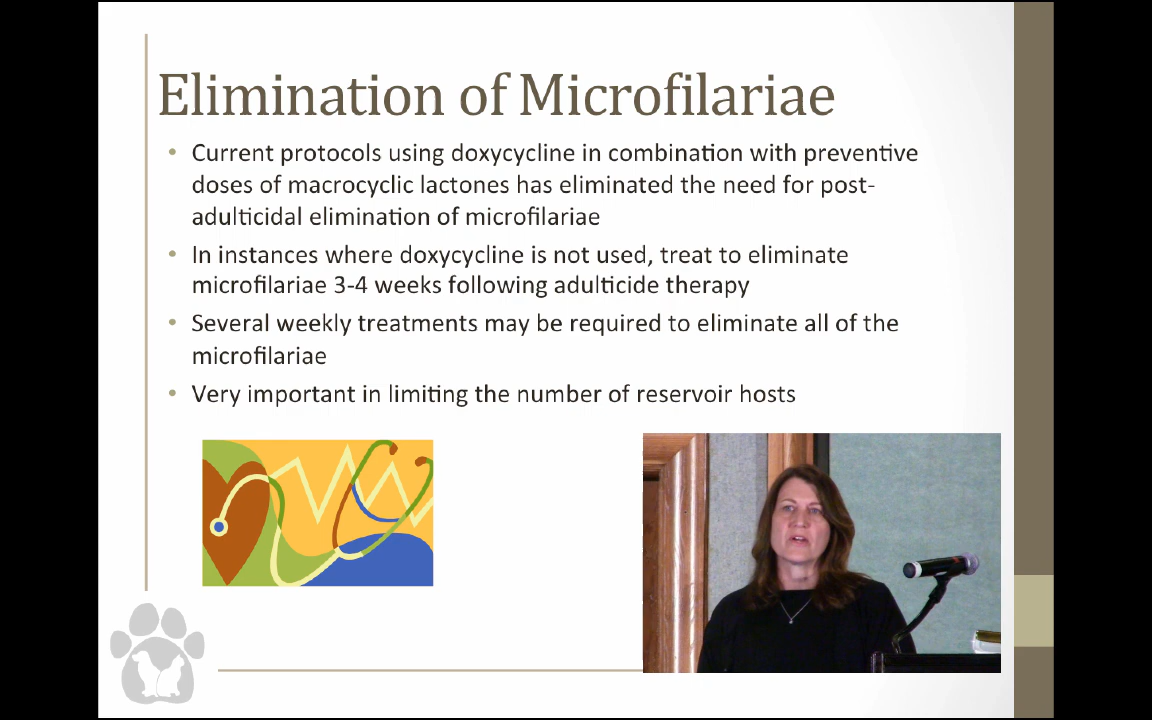 Elimination of Microfilariae
• Current protocols using doxycycline in combination with preventive
doses of macrocyclic lactones has eliminated the need for post-
adulticidal elimination of microfilariae
• In instances where doxycycline is not used, treat to eliminate
microfilariae 3-4 weeks following adulticide therapy
• Several weekly treatments may be required to eliminate all of the
microfilariae
• Very important in limiting the number of reservoir hosts